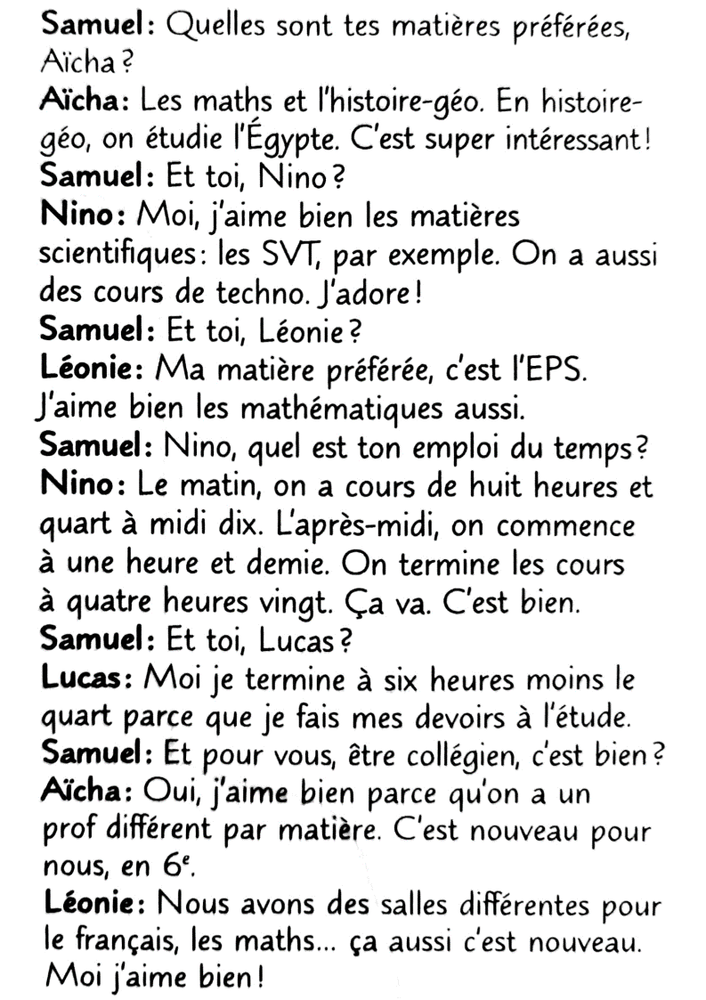 Samuel: Quelles sont tes matières préférées,
Aïcha?
Aïcha: Les maths et l'histoire-géo. En histoire-
géo, on étudie l'Égypte. C'est super intéressant!
Samuel: Et toi, Nino?
Nino: Moi, j'aime bien les matières
scientifiques: les SVT, par exemple. On a aussi
des cours de techno. J'adore!
Samuel: Et toi, Léonie?
Léonie: Ma matière préférée, c'est l'EPS.
J'aime bien les mathématiques aussi.
Samuel: Nino, quel est ton emploi du temps?
Nino: Le matin, on a cours de huit heures et
quart à midi dix. L'après-midi, on commence
à une heure et demie. On termine les cours
à quatre heures vingt. Ça va. C'est bien.
Samuel: Et toi, Lucas?
Lucas: Moi je termine à six heures moins le
quart parce que je fais mes devoirs à l'étude.
Samuel: Et pour vous, être collégien, c'est bien?
Aïcha: Oui, j'aime bien parce qu'on a un
prof différent par matière. C'est nouveau pour
nous, en 6e.
Léonie: Nous avons des salles différentes pour
le français, les maths... ça aussi c'est nouveau.
Moi j'aime bien!